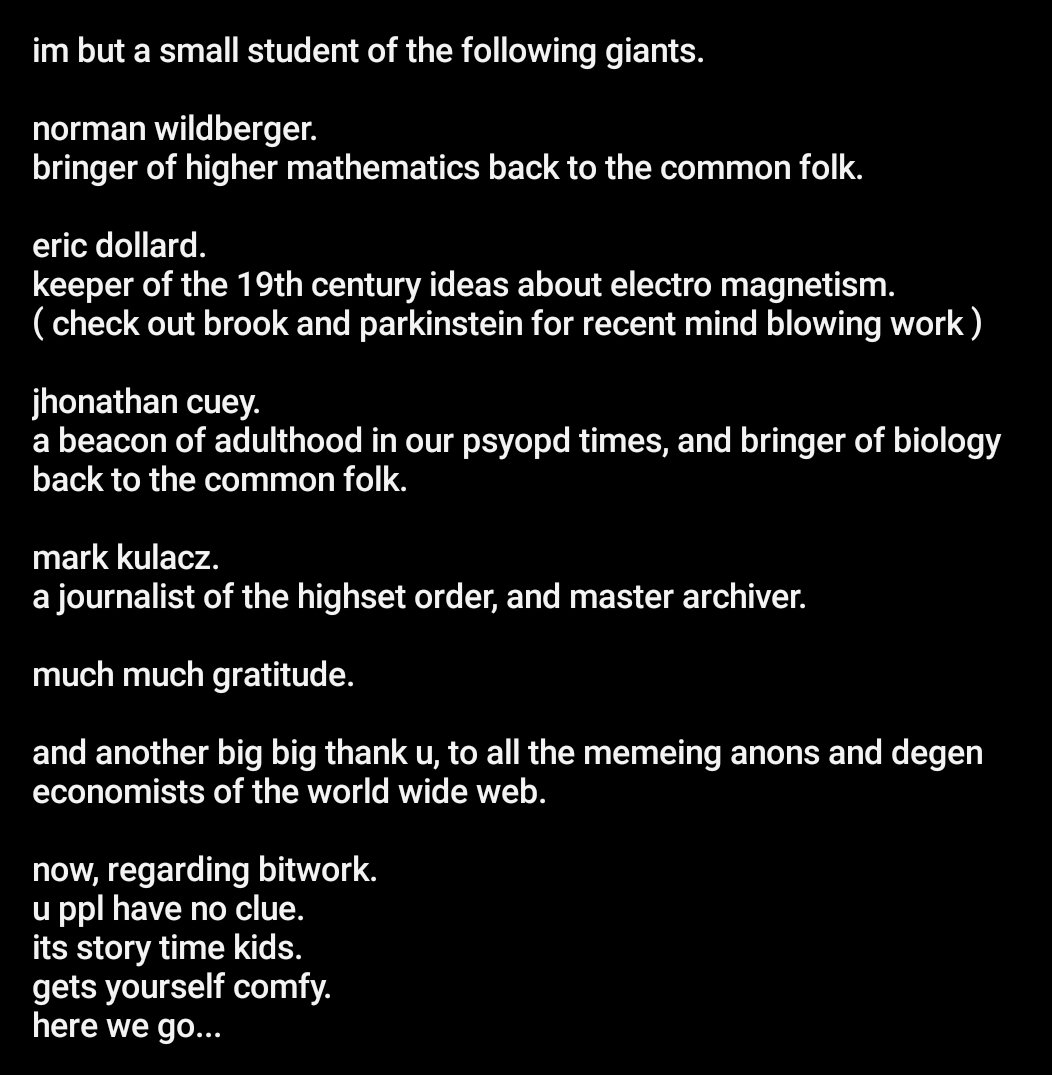 im but a small student of the following giants.
norman wildberger.
bringer of higher mathematics back to the common folk.
eric dollard.
keeper of the 19th century ideas about electro magnetism.
( check out brook and parkinstein for recent mind blowing work )
jhonathan cuey.
a beacon of adulthood in our psyopd times, and bringer of biology
back to the common folk.
mark kulacz.
a journalist of the highset order, and master archiver.
much much gratitude.
and another big big thank u, to all the memeing anons and degen
economists of the world wide web.
now, regarding bitwork.
u ppl have no clue.
its story time kids.
gets yourself comfy.
here we go...